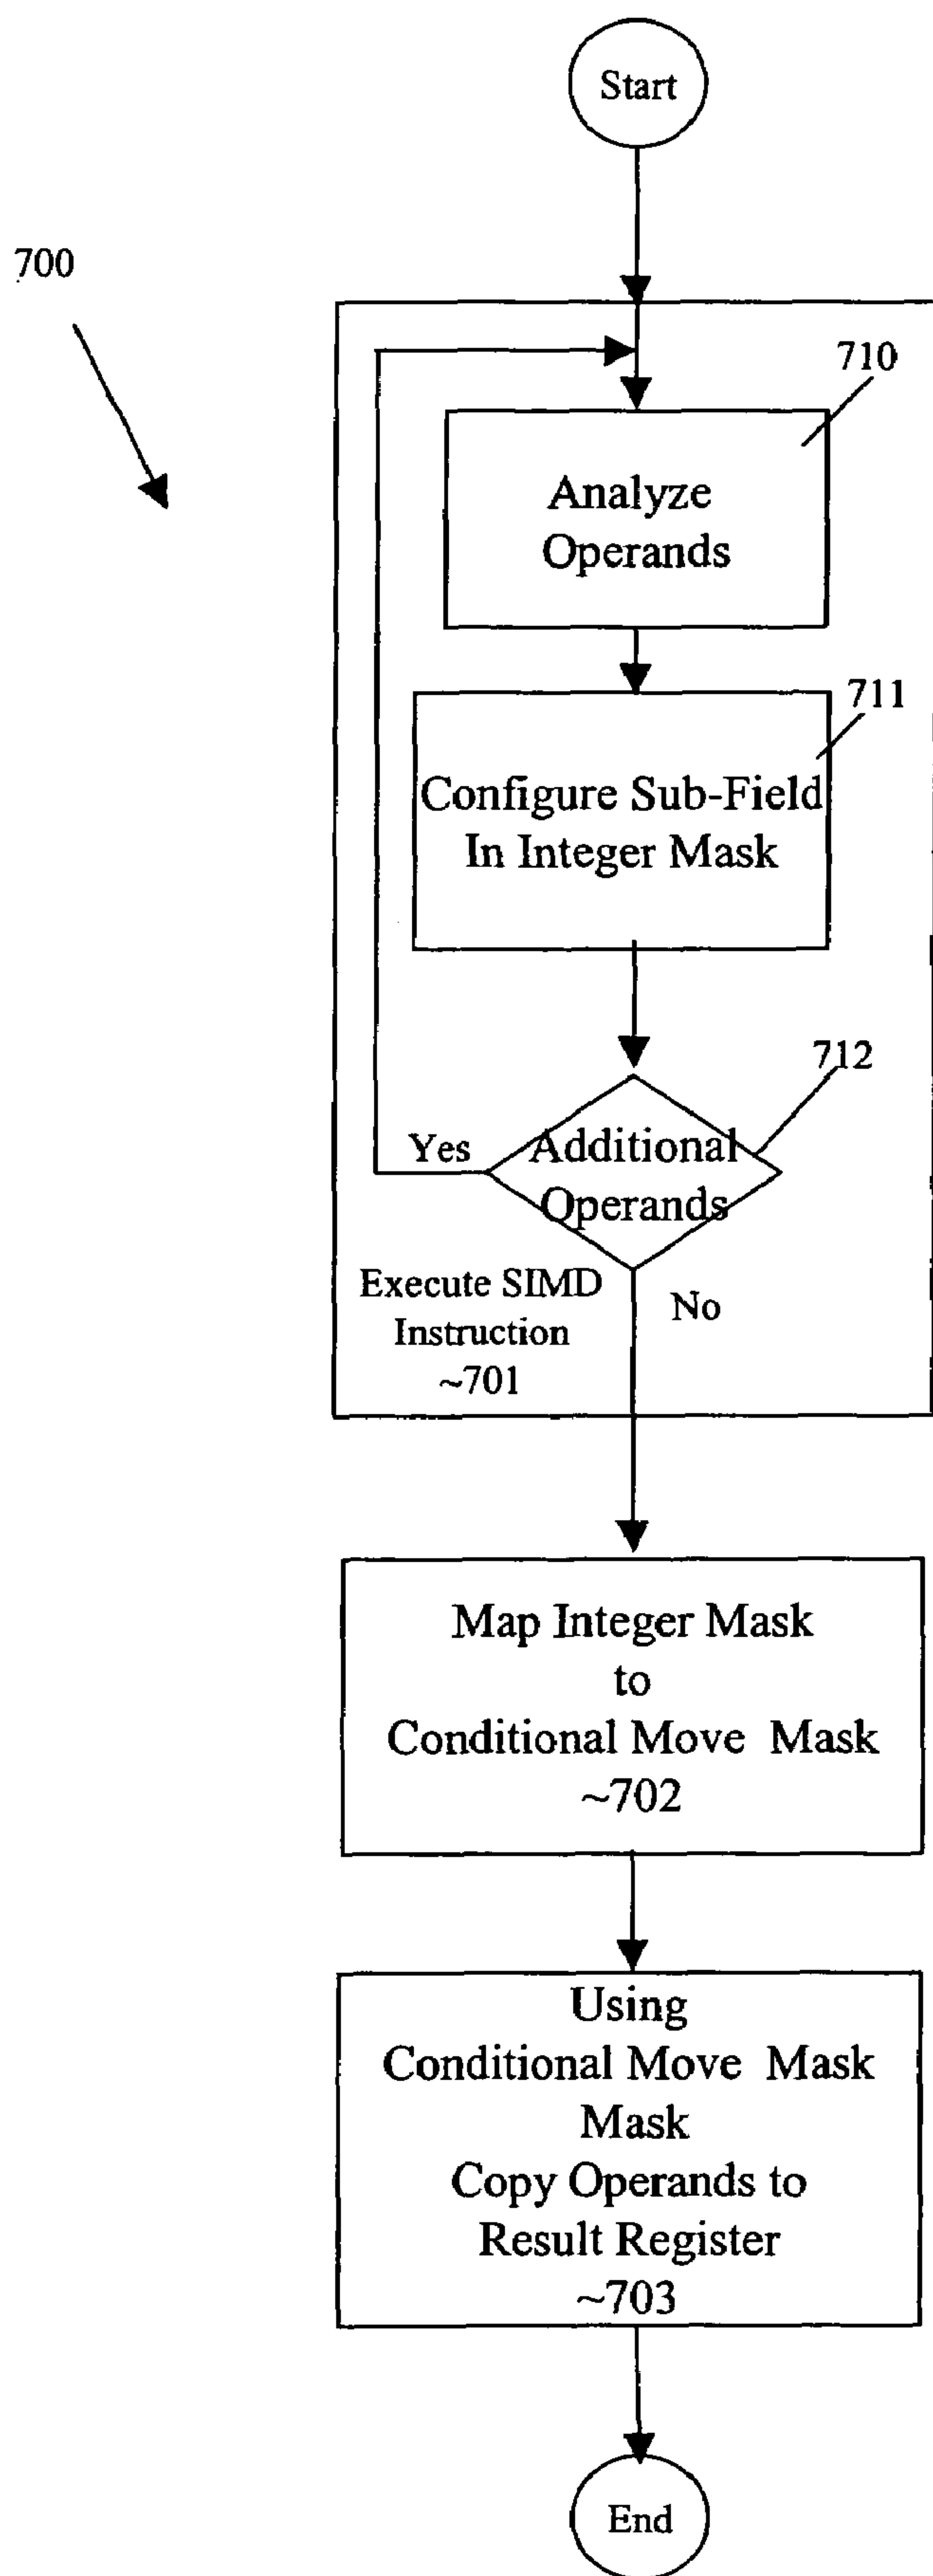 Start
700
710
Analyze
Operands
711
Configure Sub-Field
In Integer Mask
712
Yes
Additional
Operands
Execute SIMD
Instruction
~701
No
Map Integer Mask
to
Conditional Move Mask
~702
Using
Conditional Move Mask
Mask
Copy Operands to
Result Register
~703
End